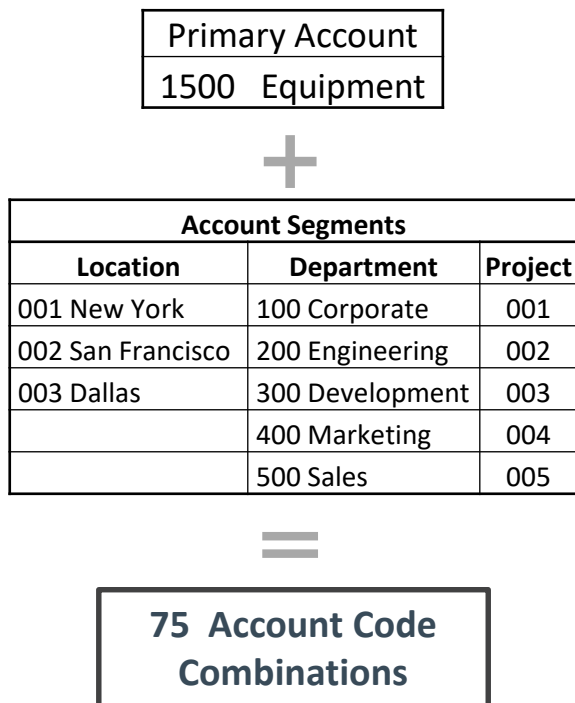 Primary Account
1500 Equipment
+
Account Segments
Location Department Project
001 New York 100 Corporate 001
002 San Francisco 200 Engineering 002
003 Dallas 300 Development 003
400 Marketing 004
500 Sales 005
=
75 Account Code
Combinations